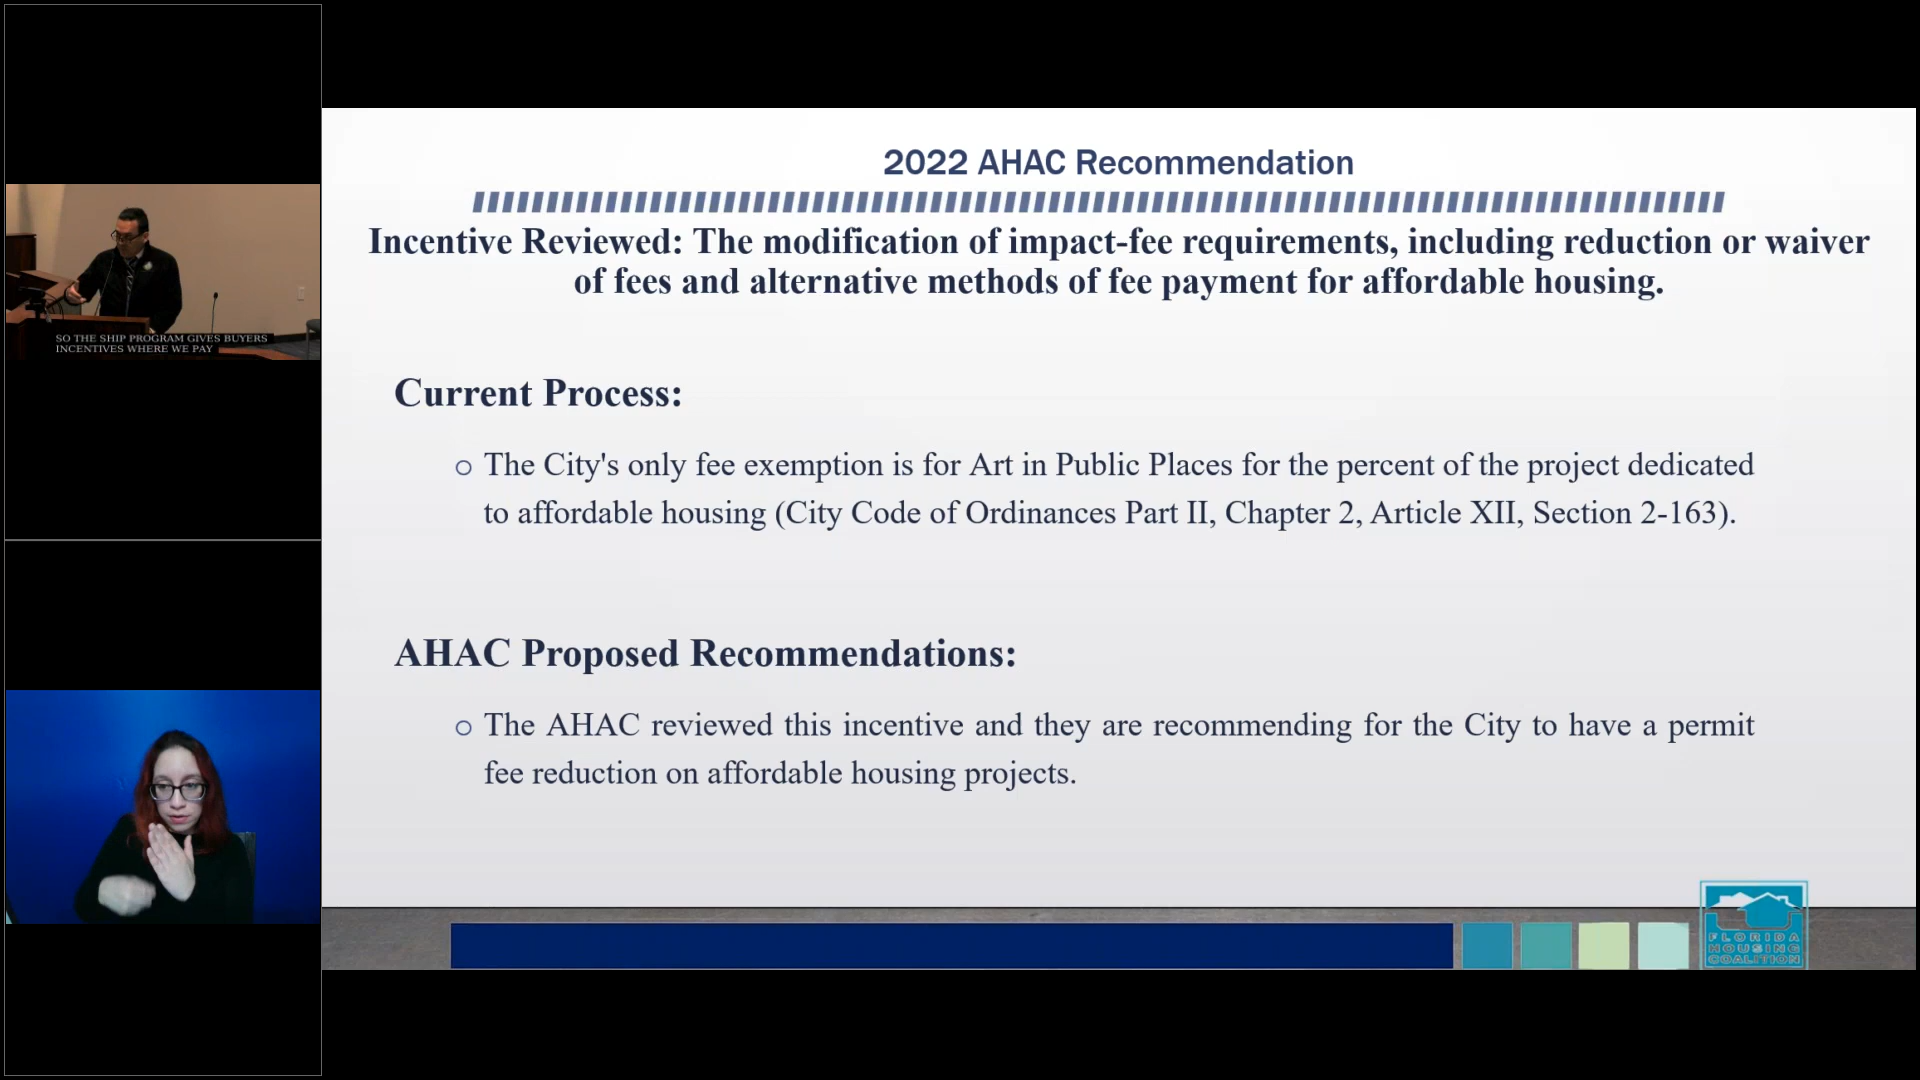 2022 AHAC Recommendation
Incentive Reviewed: The modification of impact-fee requirements, including reduction or waiver
of fees and alternative methods of fee payment for affordable housing.
Current Process:
o The City's only fee exemption is for Art in Public Places for the percent of the project dedicated
to affordable housing (City Code of Ordinances Part II, Chapter 2, Article XII, Section 2-163).
AHAC Proposed Recommendations:
o The AHAC reviewed this incentive and they are recommending for the City to have a permit
fee reduction on affordable housing projects.
SO THE SHIP PROGRAM GIVES BUYERS
INCENTIVES WHERE WE PAY
FLORIDA
HOUSING
COALITION